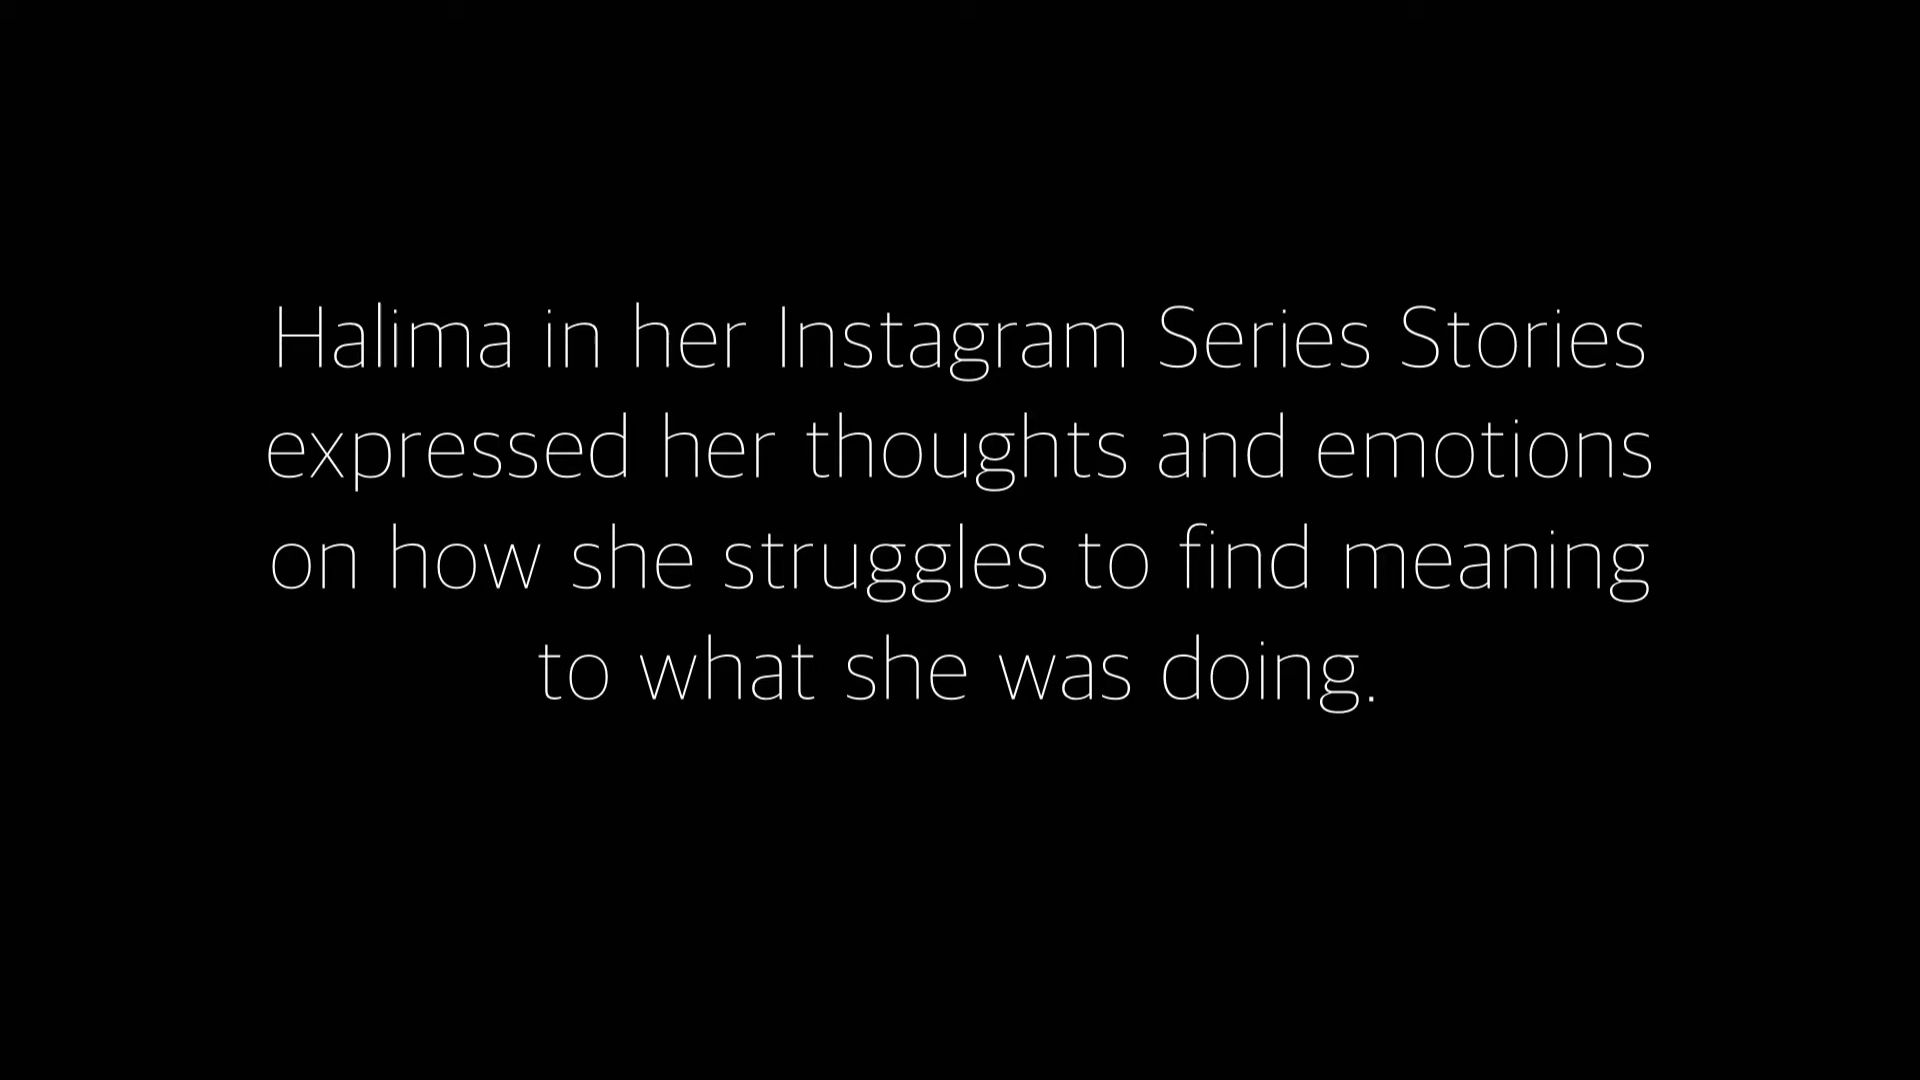 Halima in her Instagram Series Stories
expressed her thoughts and emotions
on how she struggles to find meaning
to what she was doing.